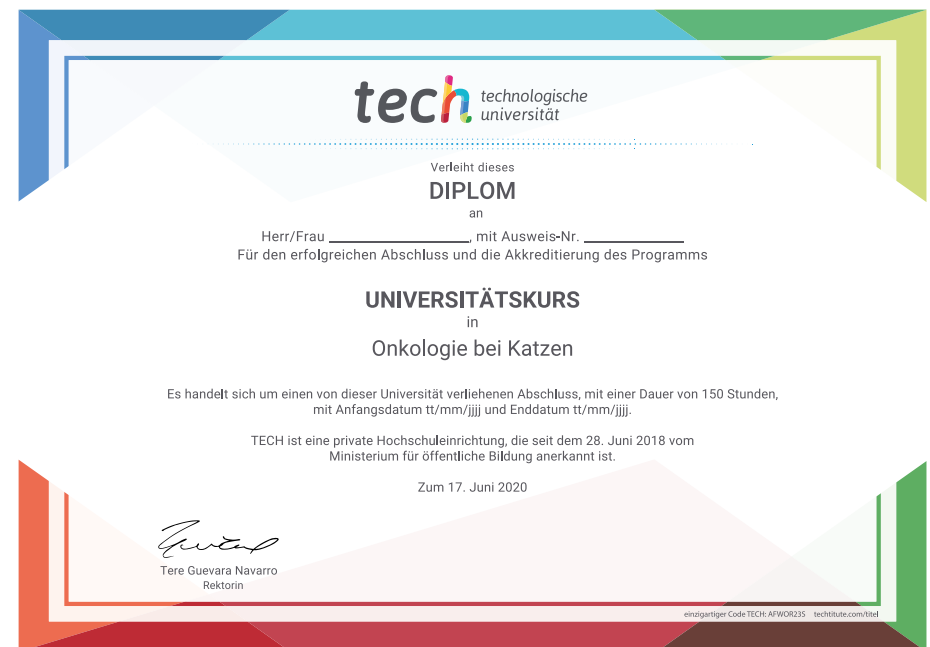 tech technologische
universität
Verleiht dieses
DIPLOM
an
Herr/Frau ____________________, mit Ausweis-Nr. ______________
Für den erfolgreichen Abschluss und die Akkreditierung des Programms
UNIVERSITÄTSKURS
in
Onkologie bei Katzen
Es handelt sich um einen von dieser Universität verliehenen Abschluss, mit einer Dauer von 150 Stunden,
mit Anfangsdatum tt/mm/jjjj und Enddatum tt/mm/jjjj.
TECH ist eine private Hochschuleinrichtung, die seit dem 28. Juni 2018 vom
Ministerium für öffentliche Bildung anerkannt ist.
Zum 17. Juni 2020
Tere Guevara Navarro
Rektorin
einzigartiger Code TECH: AFWOR23S techtitute.com/titel